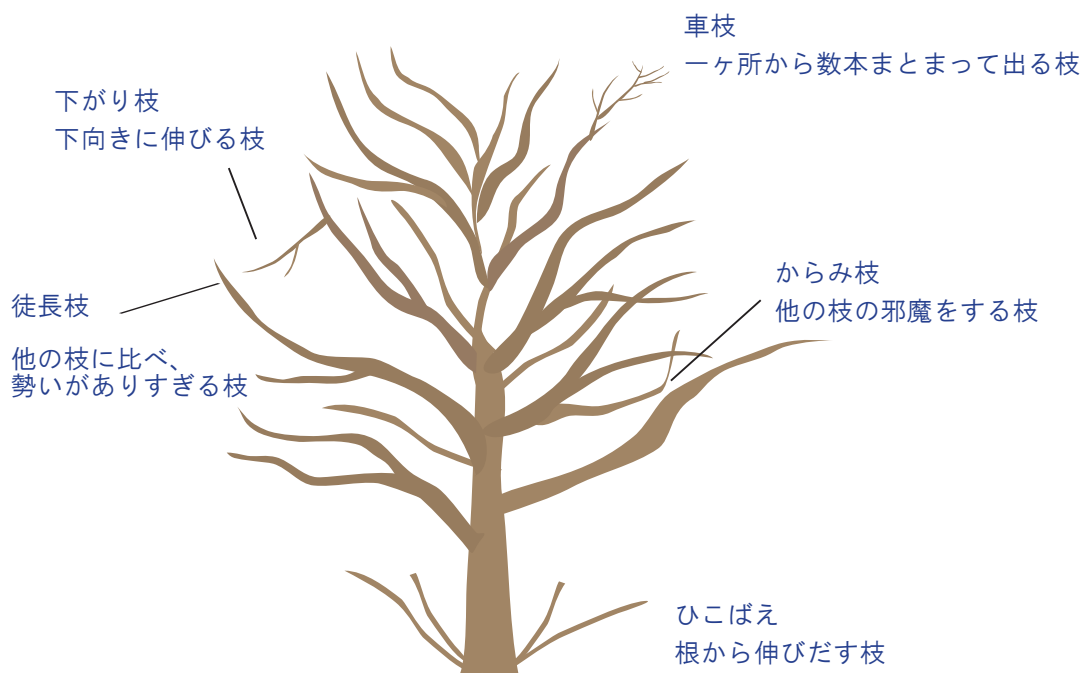 車枝
一ヶ所から数本まとまって出る枝
下がり枝
下向きに伸びる枝
からみ枝
他の枝の邪魔をする枝
徒長枝
他の枝に比べ、
勢いがありすぎる枝
ひこばえ
根から伸びだす枝